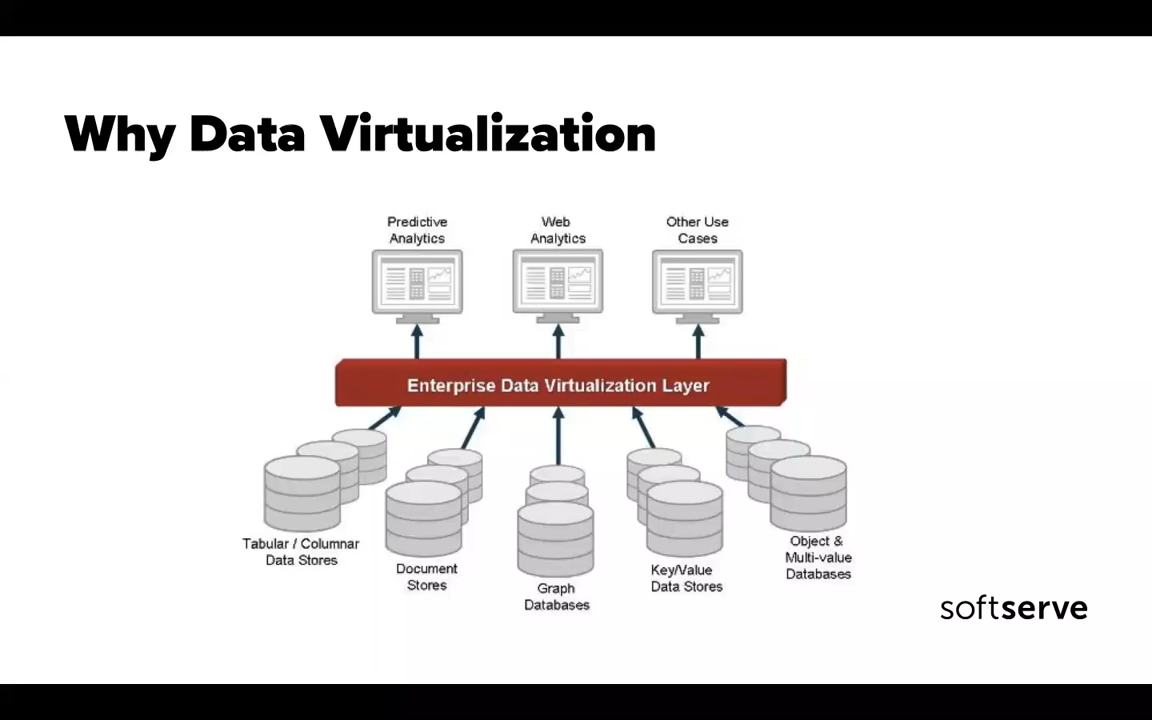 Why Data Virtualization
Predictive
Analytics
Web
Analytics
Other Use
Cases
Enterprise Data Virtualization Layer
Tabular / Columnar
Data Stores
Document
Stores
Graph
Databases
Key/Value
Data Stores
Object &
Multi-value
Databases
softserve